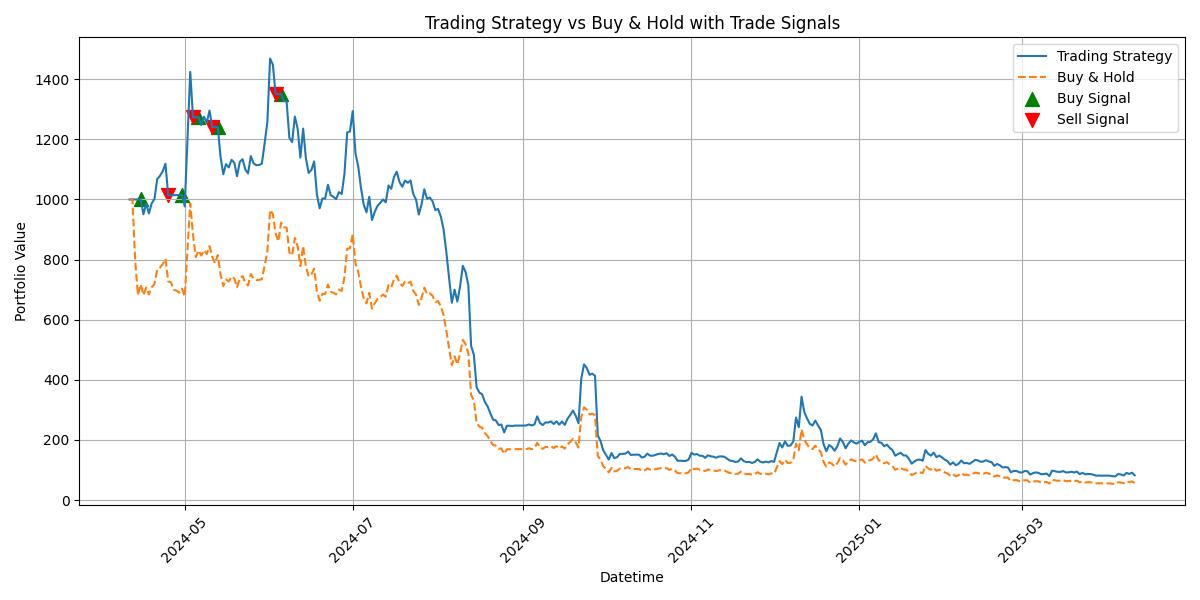 Trading Strategy vs Buy & Hold with Trade Signals
Trading Strategy
Buy & Hold
Buy Signal
Sell Signal
Portfolio Value
1400
1200
1000
800
600
400
200
0
2024-05
2024-07
2024-09
2024-11
2025-01
2025-03
Datetime